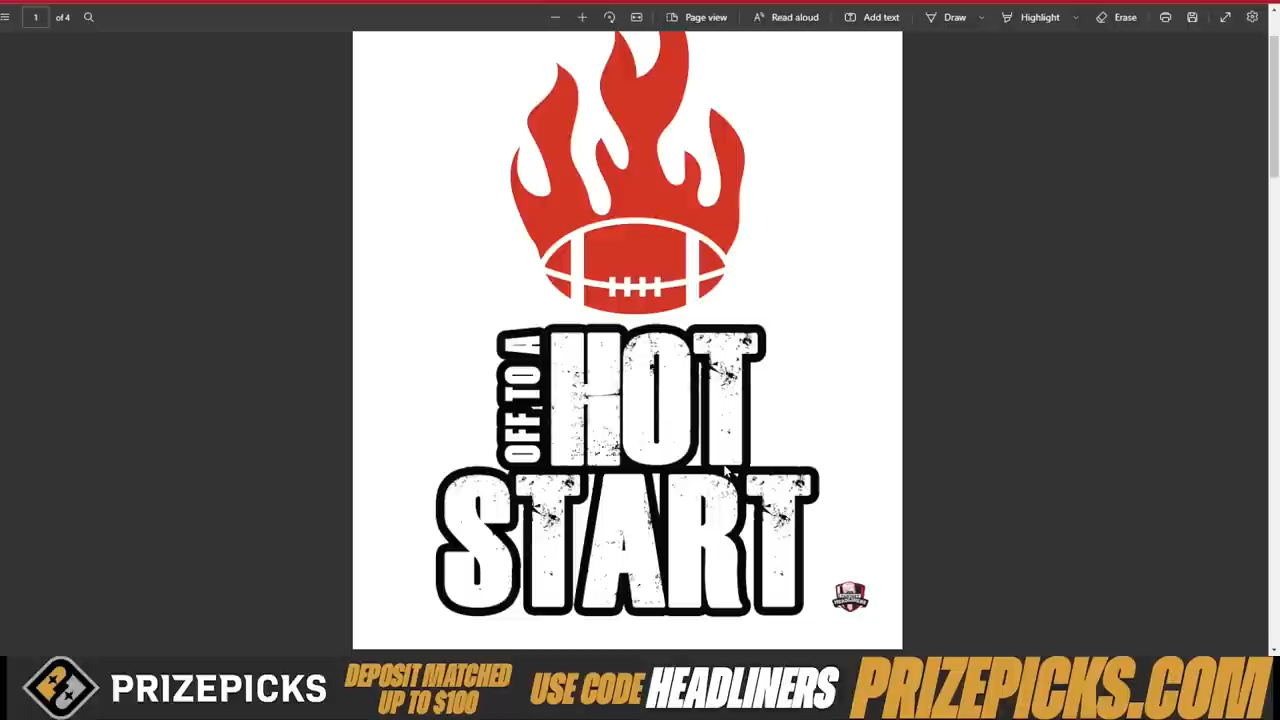 1 of 4
Page view
Read aloud
Add text
Draw
Highlight
Erase
OFF TO A
HOT
START
HEADLINERS
PRIZEPICKS
DEPOSIT MATCHED
UP TO $100
USE CODE HEADLINERS
PRIZEPICKS.COM